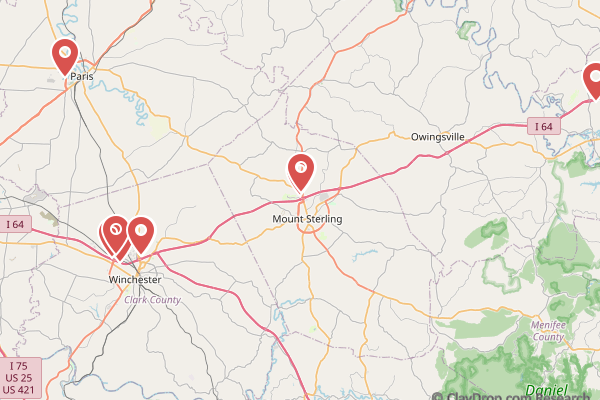 Paris
I 64
Owingsville
Mount Sterling
I 64
Winchester
Clark County
Menifee
County
I 75
US 25
US 421
Daniel
© ClayDrop.com Research